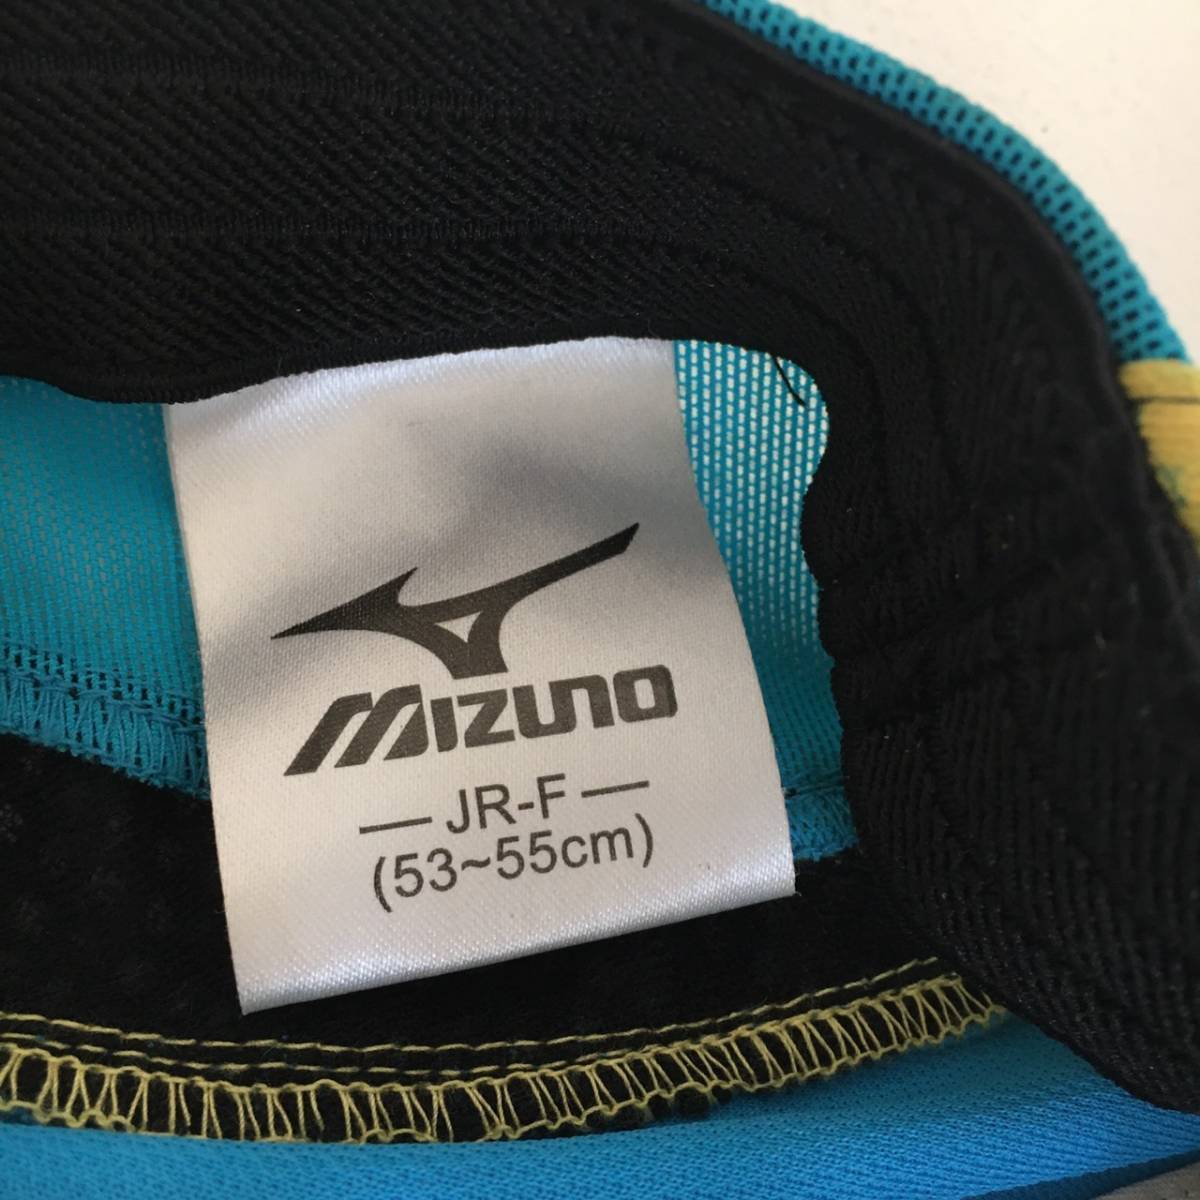 MIZUNO
— JR-F —
(53~55cm)